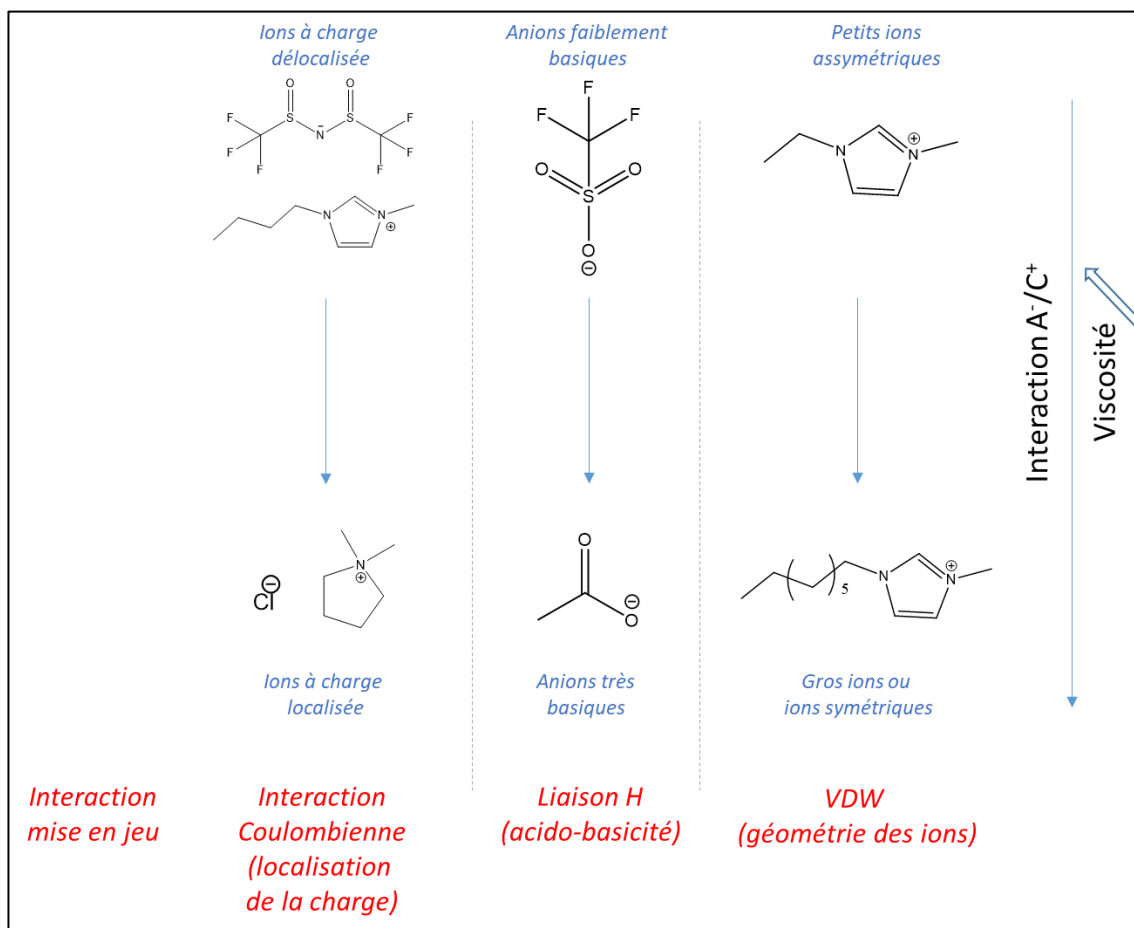 Ions à charge
délocalisée
Anions faiblement
basiques
Petits ions
assymétriques
O O
F S S F
F N F
F F
-
N N
⊕
F
F F
O O
S
O
⊖
N N
⊕
Interaction A⁻/C⁺
Viscosité
⊖
Cl
N
⊕
O
⊖
O
5
N N
⊕
Ions à charge
localisée
Anions très
basiques
Gros ions ou
ions symétriques
Interaction
mise en jeu
Interaction
Coulombienne
(localisation
de la charge)
Liaison H
(acido-basicité)
VDW
(géométrie des ions)